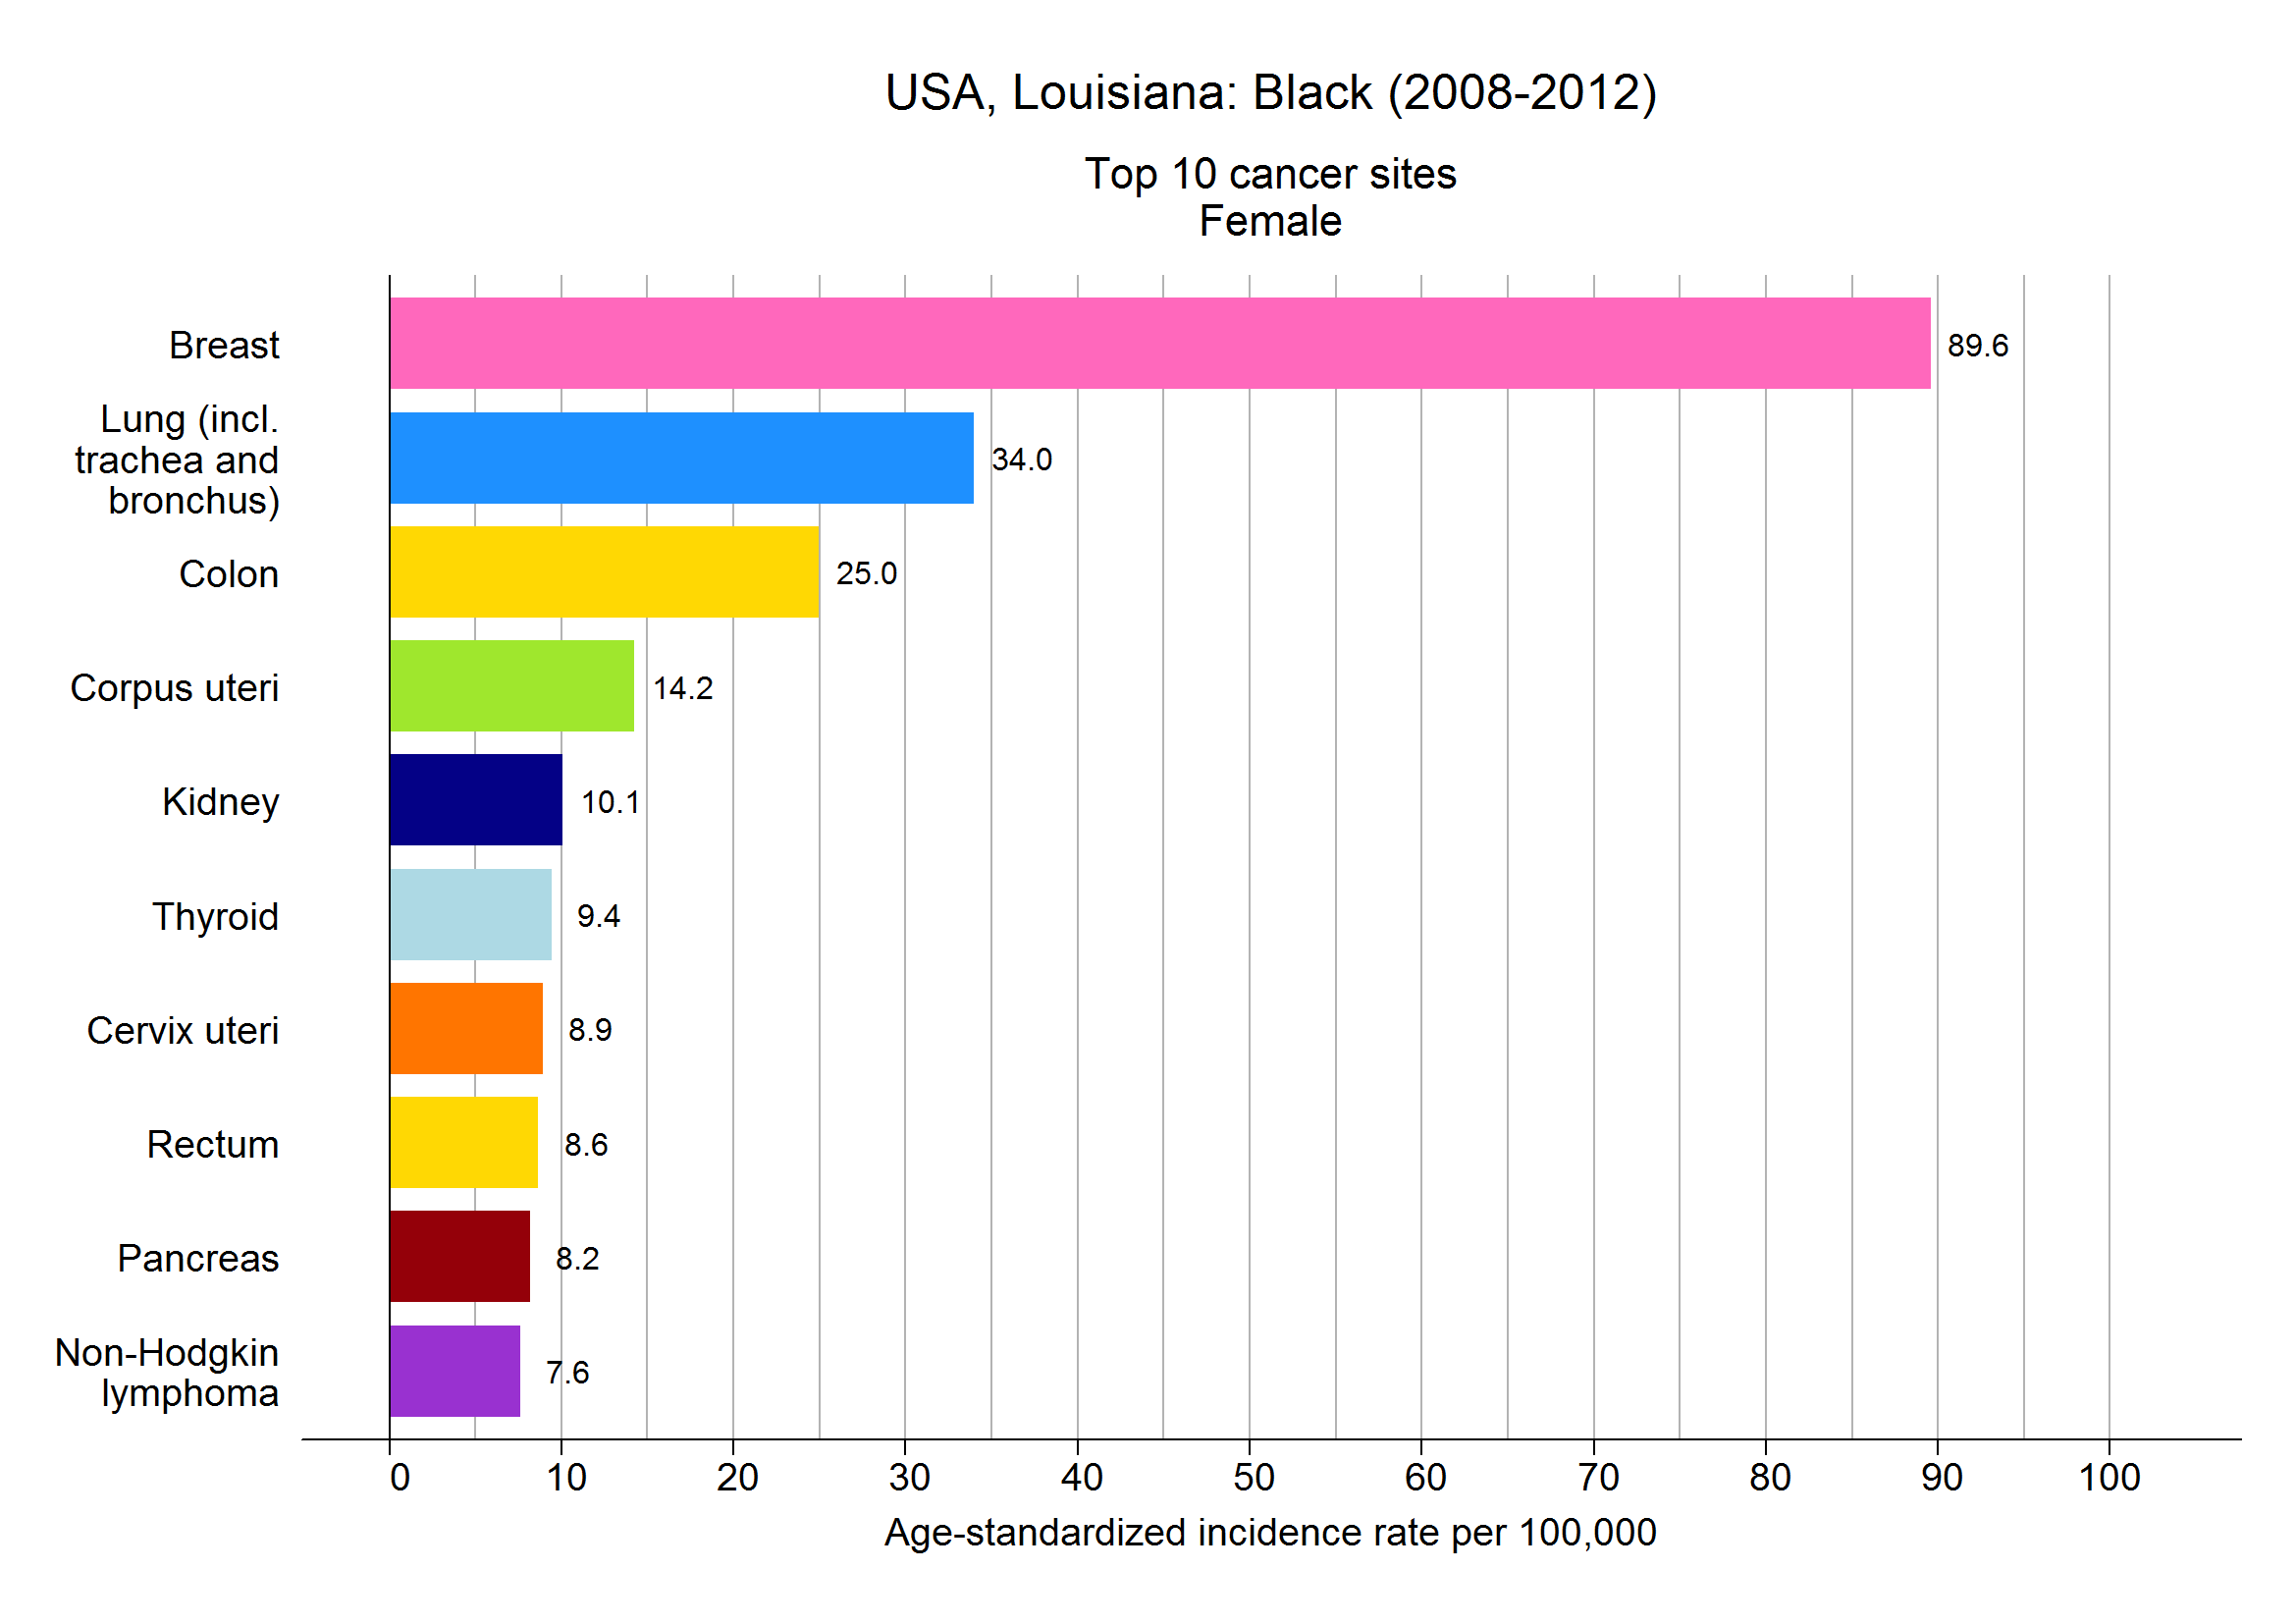 USA, Louisiana: Black (2008-2012)
Top 10 cancer sites
Female
Breast
89.6
Lung (incl.
trachea and
bronchus)
34.0
Colon
25.0
Corpus uteri
14.2
Kidney
10.1
Thyroid
9.4
Cervix uteri
8.9
Rectum
8.6
Pancreas
8.2
Non-Hodgkin
lymphoma
7.6
0 10 20 30 40 50 60 70 80 90 100
Age-standardized incidence rate per 100,000